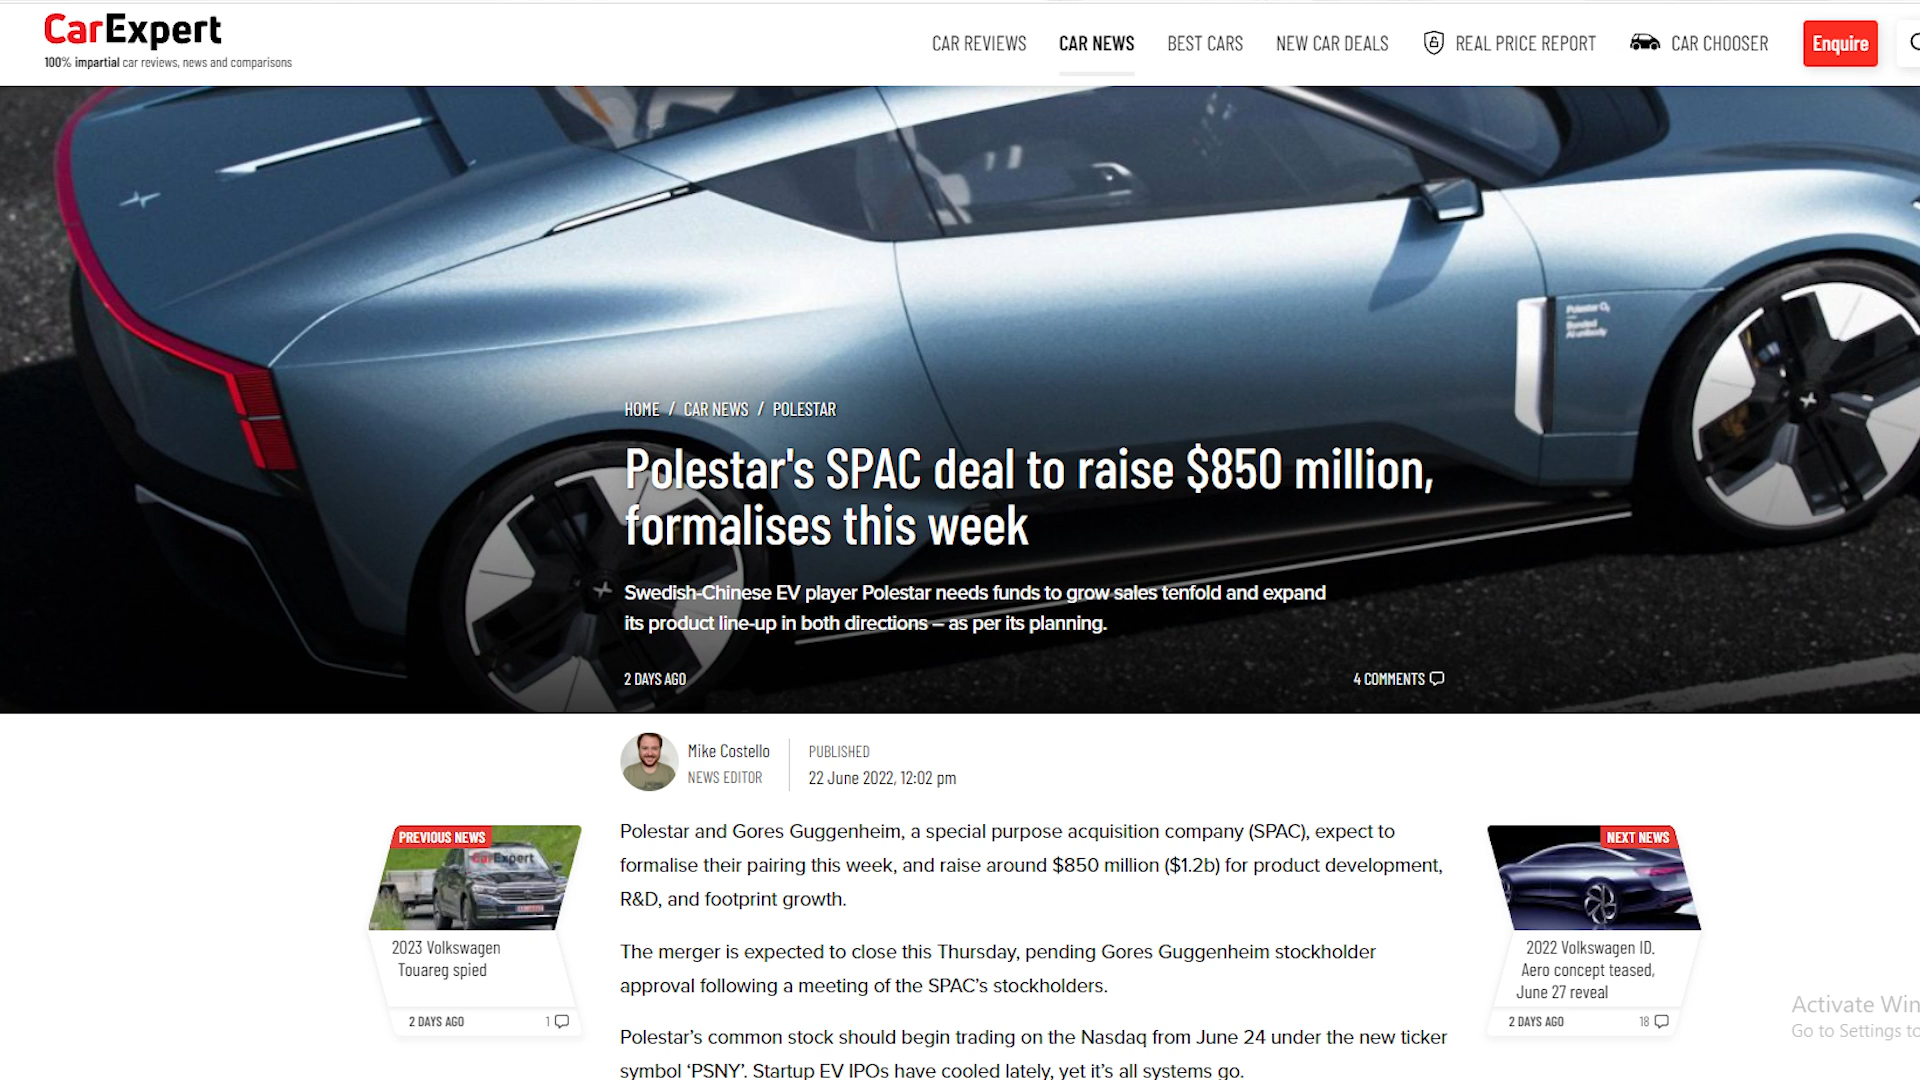 CarExpert
100% impartial car reviews, news and comparisons
CAR REVIEWS
CAR NEWS
BEST CARS
NEW CAR DEALS
REAL PRICE REPORT
CAR CHOOSER
Enquire
Polestar O₂
Bonded
Al unibody
HOME / CAR NEWS / POLESTAR
Polestar's SPAC deal to raise $850 million,
formalises this week
Swedish-Chinese EV player Polestar needs funds to grow sales tenfold and expand
its product line-up in both directions – as per its planning.
2 DAYS AGO
4 COMMENTS
Mike Costello
NEWS EDITOR
PUBLISHED
22 June 2022, 12:02 pm
PREVIOUS NEWS
CarExpert
2023 Volkswagen
Touareg spied
2 DAYS AGO
1
Polestar and Gores Guggenheim, a special purpose acquisition company (SPAC), expect to
formalise their pairing this week, and raise around $850 million ($1.2b) for product development,
R&D, and footprint growth.
The merger is expected to close this Thursday, pending Gores Guggenheim stockholder
approval following a meeting of the SPAC’s stockholders.
Polestar’s common stock should begin trading on the Nasdaq from June 24 under the new ticker
symbol ‘PSNY’. Startup EV IPOs have cooled lately, yet it’s all systems go.
NEXT NEWS
2022 Volkswagen ID.
Aero concept teased,
June 27 reveal
2 DAYS AGO
18
Activate Win
Go to Settings to